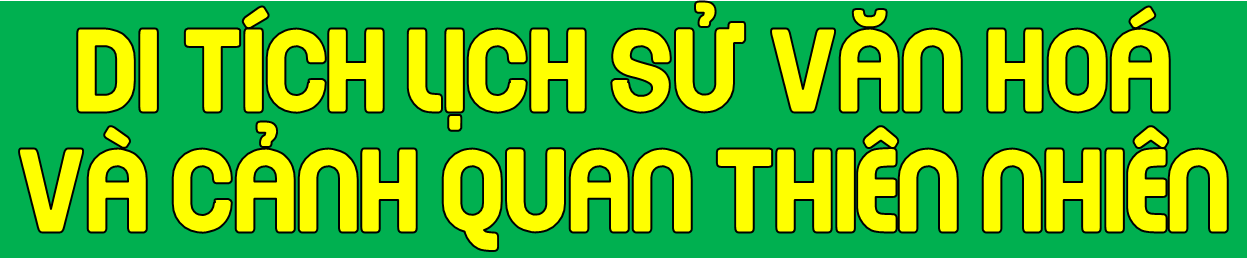 DI TÍCH LỊCH SỬ VĂN HOÁ
VÀ CẢNH QUAN THIÊN NHIÊN